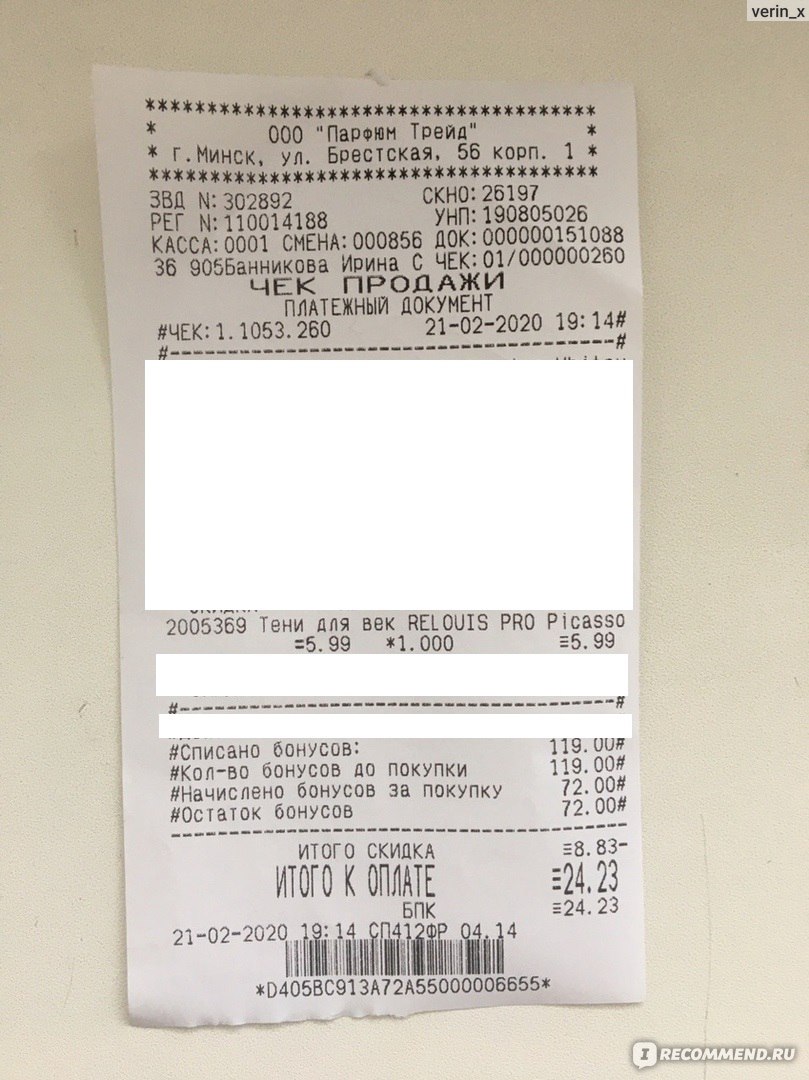 verin_x
****************************************
* ООО "Парфюм Трейд" *
* г.Минск, ул. Брестская, 56 корп. 1 *
****************************************
ЗВД N:302892 СКНО:26197
РЕГ N:110014188 УНП:190805026
КАССА:0001 СМЕНА:000856 ДОК:000000151088
36 905Банникова Ирина С ЧЕК:01/000000260
ЧЕК ПРОДАЖИ
ПЛАТЕЖНЫЙ ДОКУМЕНТ
#ЧЕК:1.1053.260 21-02-2020 19:14#
#--------------------------------------#
2005369 Тени для век RELOUIS PRO Picasso
=5.99 *1.000 ≡5.99
#--------------------------------------#
#Списано бонусов: 119.00#
#Кол-во бонусов до покупки 119.00#
#Начислено бонусов за покупку 72.00#
#Остаток бонусов 72.00#
----------------------------------------
ИТОГО СКИДКА ≡8.83-
ИТОГО К ОПЛАТЕ ≡24.23
БПК ≡24.23
21-02-2020 19:14 СП412ФР 04.14
*D405BC913A72A55000006655*
IRECOMMEND.RU